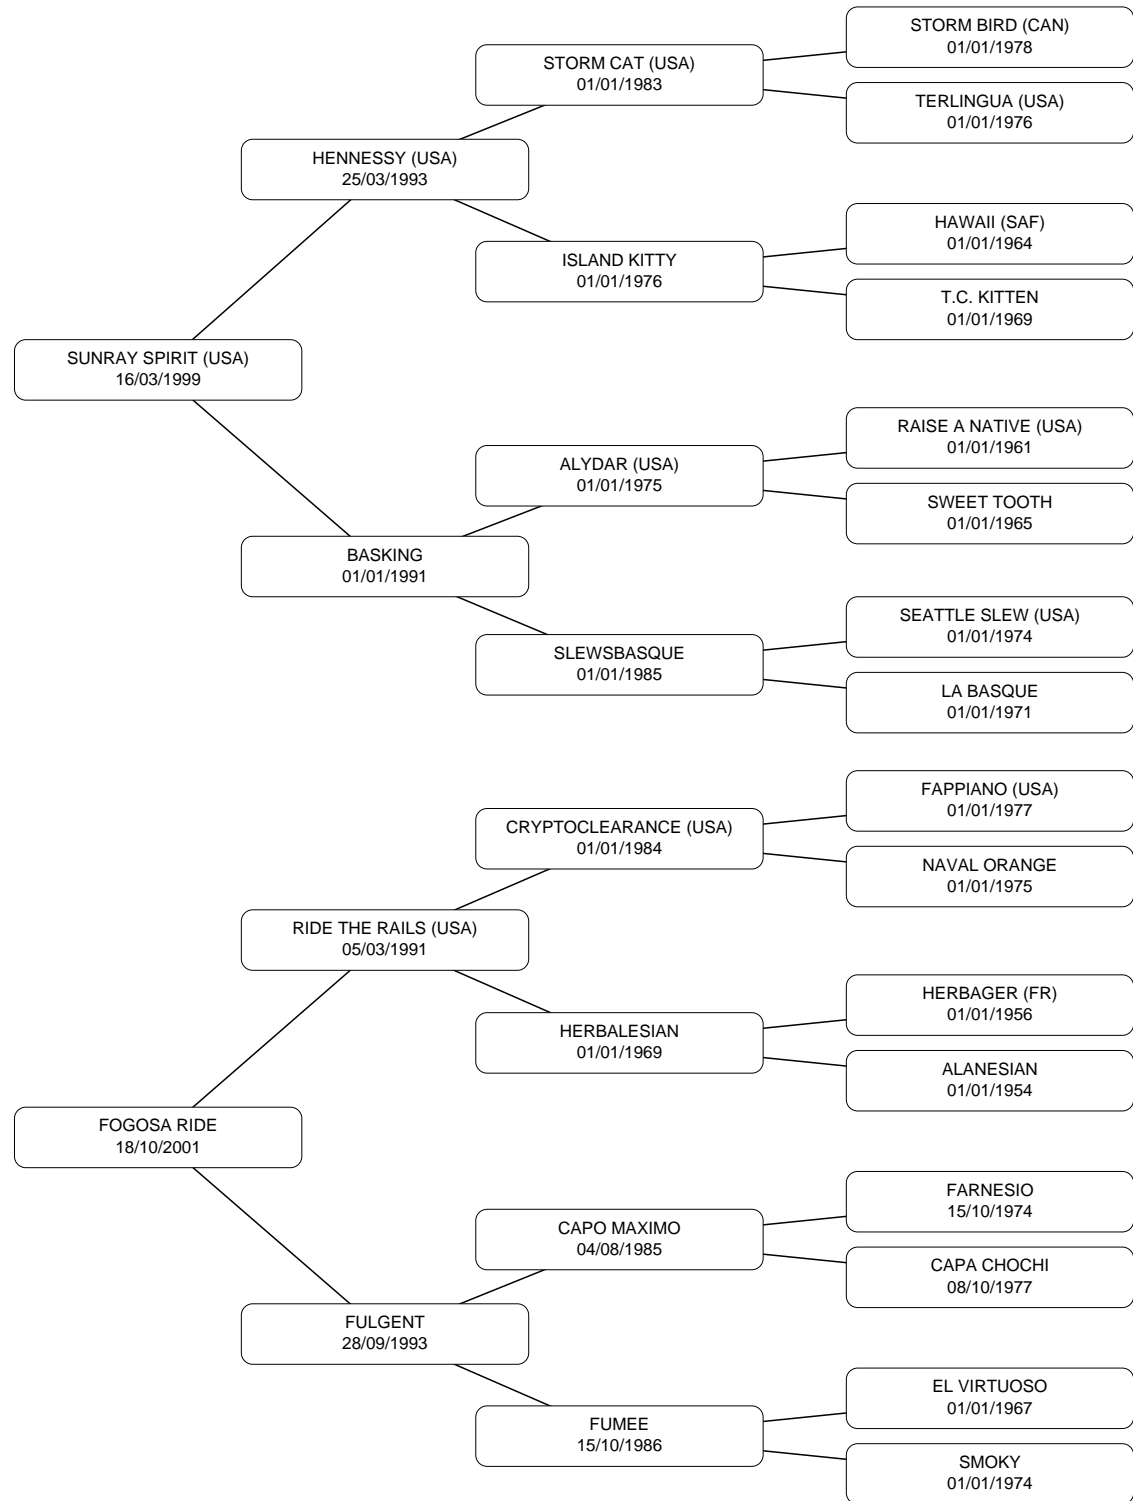 STORM BIRD (CAN)
01/01/1978
STORM CAT (USA)
01/01/1983
TERLINGUA (USA)
01/01/1976
HENNESSY (USA)
25/03/1993
HAWAII (SAF)
01/01/1964
ISLAND KITTY
01/01/1976
T.C. KITTEN
01/01/1969
SUNRAY SPIRIT (USA)
16/03/1999
RAISE A NATIVE (USA)
01/01/1961
ALYDAR (USA)
01/01/1975
SWEET TOOTH
01/01/1965
BASKING
01/01/1991
SEATTLE SLEW (USA)
01/01/1974
SLEWSBASQUE
01/01/1985
LA BASQUE
01/01/1971
FAPPIANO (USA)
01/01/1977
CRYPTOCLEARANCE (USA)
01/01/1984
NAVAL ORANGE
01/01/1975
RIDE THE RAILS (USA)
05/03/1991
HERBAGER (FR)
01/01/1956
HERBALESIAN
01/01/1969
ALANESIAN
01/01/1954
FOGOSA RIDE
18/10/2001
FARNESIO
15/10/1974
CAPO MAXIMO
04/08/1985
CAPA CHOCHI
08/10/1977
FULGENT
28/09/1993
EL VIRTUOSO
01/01/1967
FUMEE
15/10/1986
SMOKY
01/01/1974